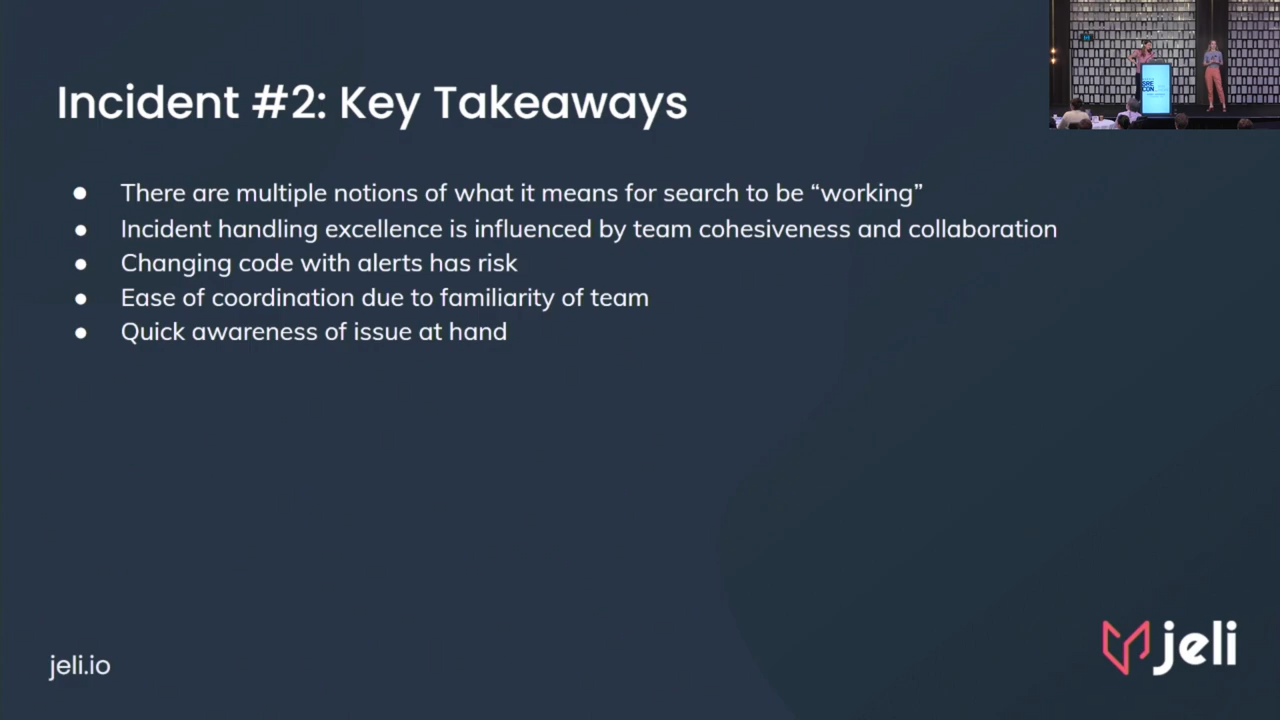 Incident #2: Key Takeaways
● There are multiple notions of what it means for search to be “working”
● Incident handling excellence is influenced by team cohesiveness and collaboration
● Changing code with alerts has risk
● Ease of coordination due to familiarity of team
● Quick awareness of issue at hand
jeli.io
jeli
SRE
CON